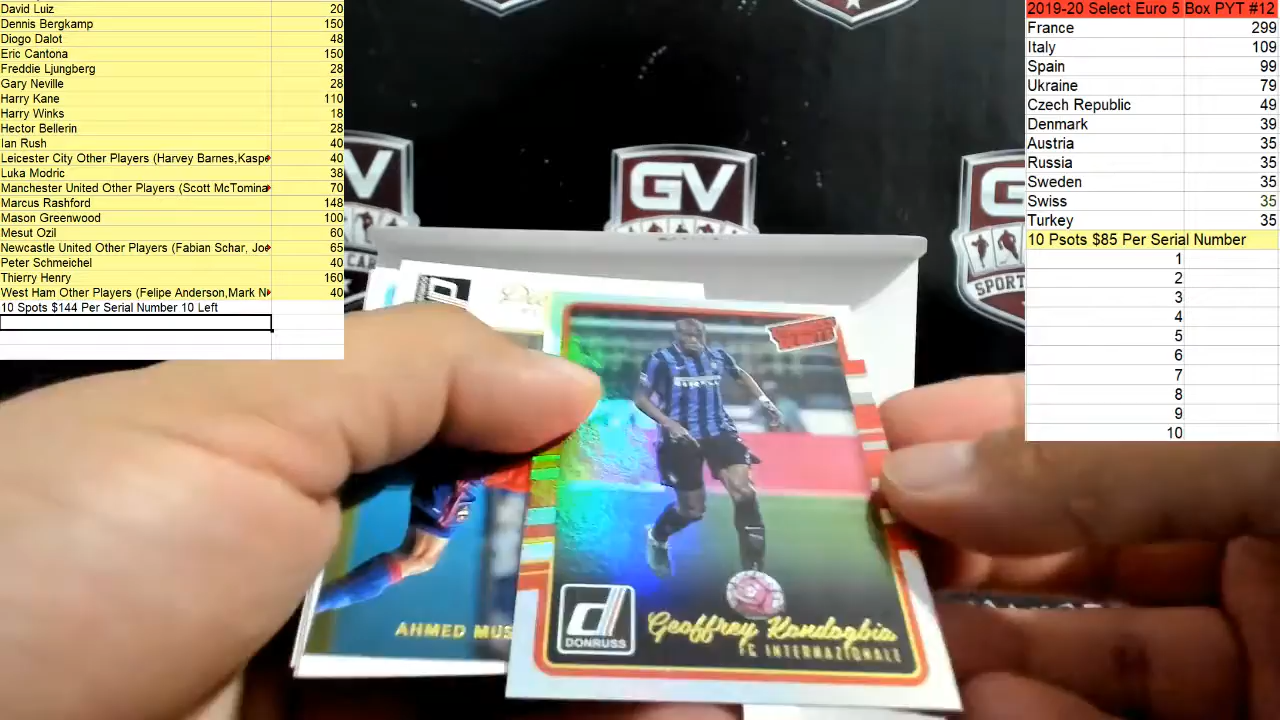 David Luiz 20
Dennis Bergkamp 150
Diogo Dalot 48
Eric Cantona 150
Freddie Ljungberg 28
Gary Neville 28
Harry Kane 110
Harry Winks 18
Hector Bellerin 28
Ian Rush 40
Leicester City Other Players (Harvey Barnes,Kaspe 40
Luka Modric 38
Manchester United Other Players (Scott McTomina 70
Marcus Rashford 148
Mason Greenwood 100
Mesut Ozil 60
Newcastle United Other Players (Fabian Schar, Joe 65
Peter Schmeichel 40
Thierry Henry 160
West Ham Other Players (Felipe Anderson,Mark N 40
10 Spots $144 Per Serial Number 10 Left
2019-20 Select Euro 5 Box PYT #12
France 299
Italy 109
Spain 99
Ukraine 79
Czech Republic 49
Denmark 39
Austria 35
Russia 35
Sweden 35
Swiss 35
Turkey 35
10 Psots $85 Per Serial Number
1
2
3
4
5
6
7
8
9
10
GV
SPORT
AHMED MUS
d
DONRUSS
Geoffrey Kondogbia
FC INTERNAZIONALE